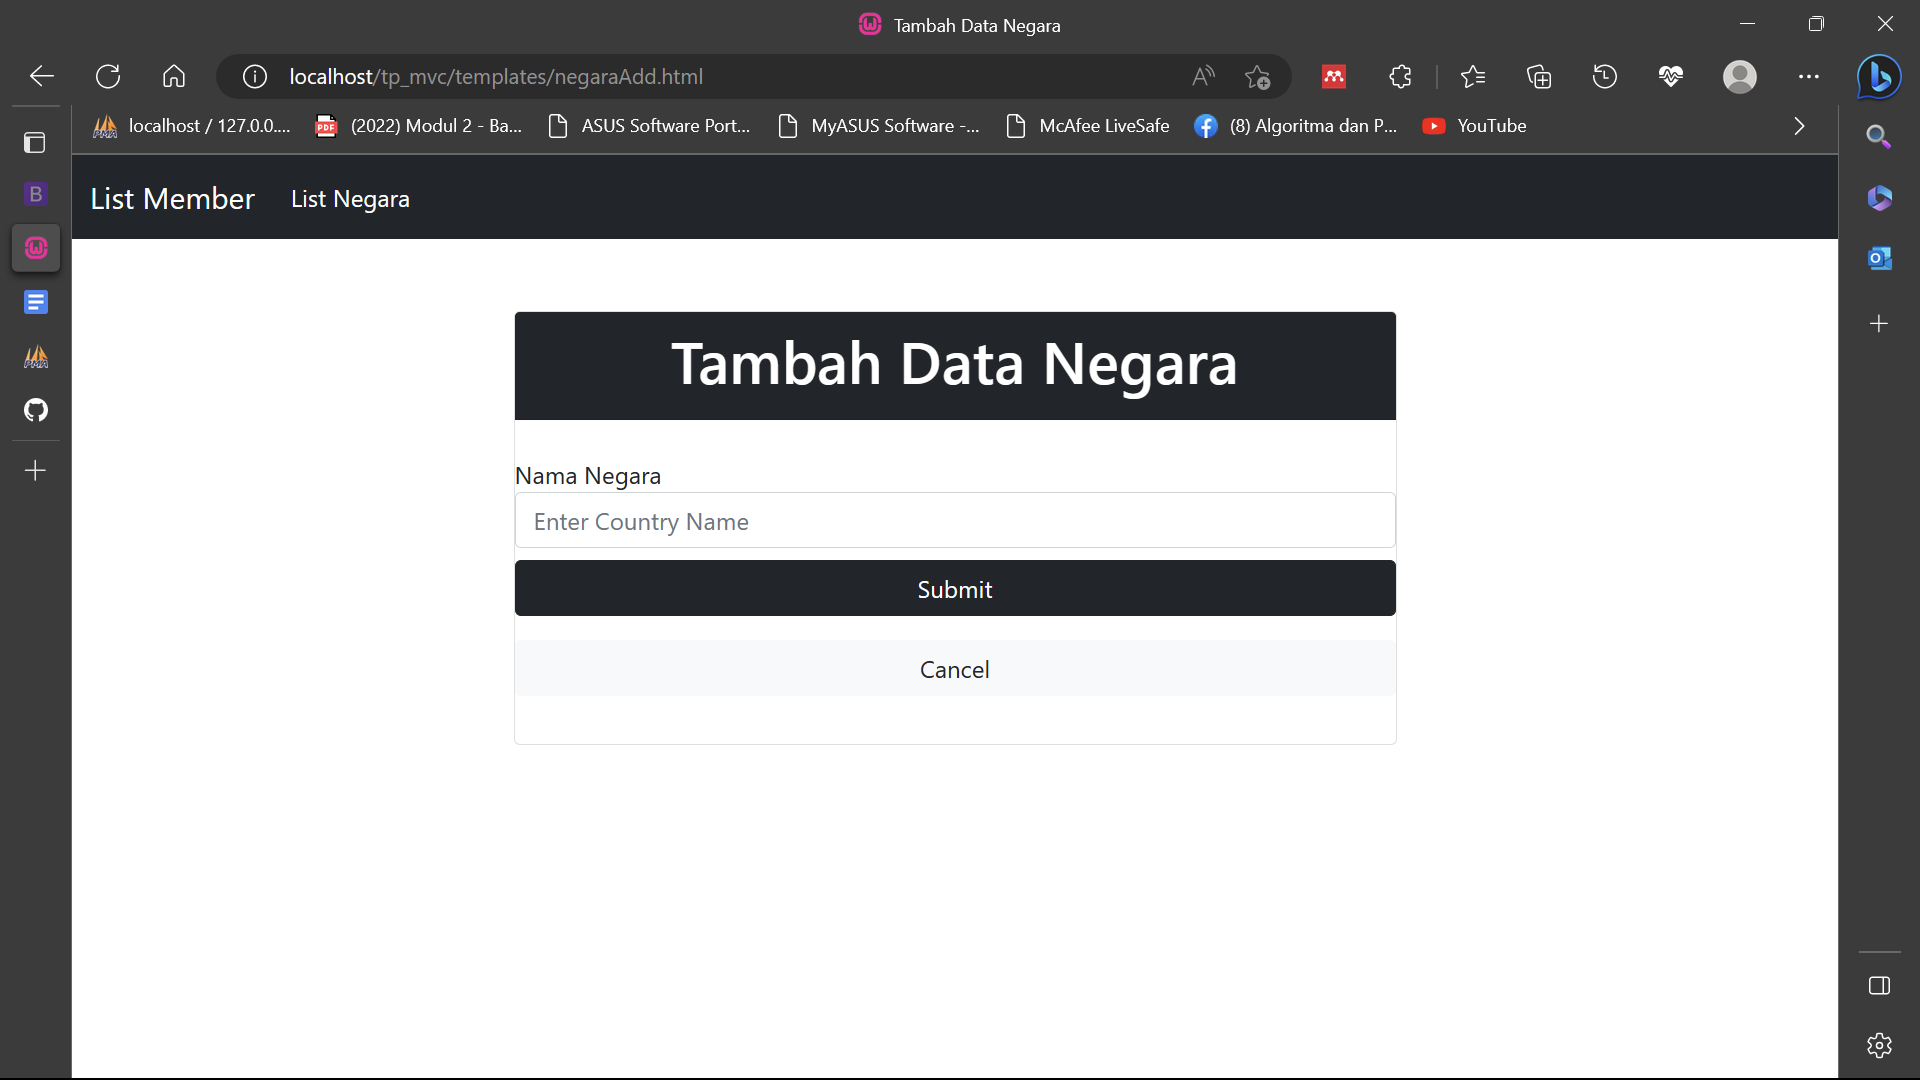 Tambah Data Negara
localhost/tp_mvc/templates/negaraAdd.html
localhost / 127.0.0.... (2022) Modul 2 - Ba... ASUS Software Port... MyASUS Software -... McAfee LiveSafe (8) Algoritma dan P... YouTube
List Member List Negara
Tambah Data Negara
Nama Negara
Enter Country Name
Submit
Cancel